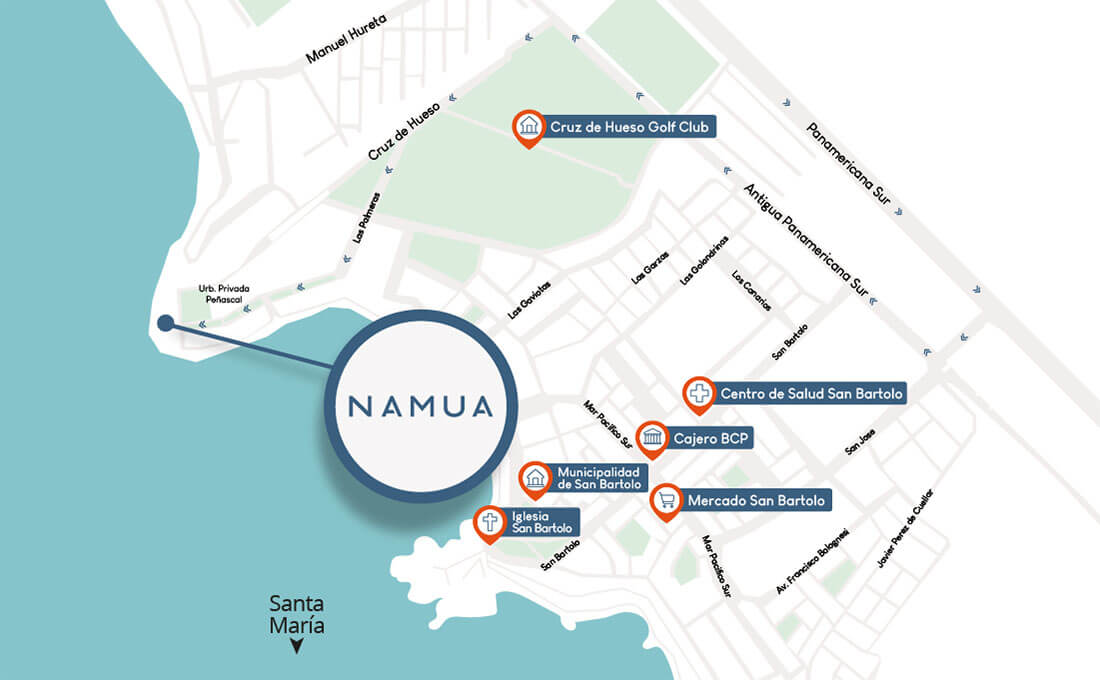 Manuel Hureta
Cruz de Hueso
Cruz de Hueso Golf Club
Panamericana Sur
Antigua Panamericana Sur
Las Palmeras
Urb. Privada
Peñascal
Las Gaviotas
Las Garzas
Las Golondrinas
Los Canarios
San Bartolo
NAMUA
Centro de Salud San Bartolo
Mar Pacifico Sur
Cajero BCP
San Jose
Municipalidad
de San Bartolo
Mercado San Bartolo
Iglesia
San Bartolo
San Bartolo
Mar Pacifico Sur
Av. Francisco Bolognesi
Javier Perez de Cuellar
Santa
María